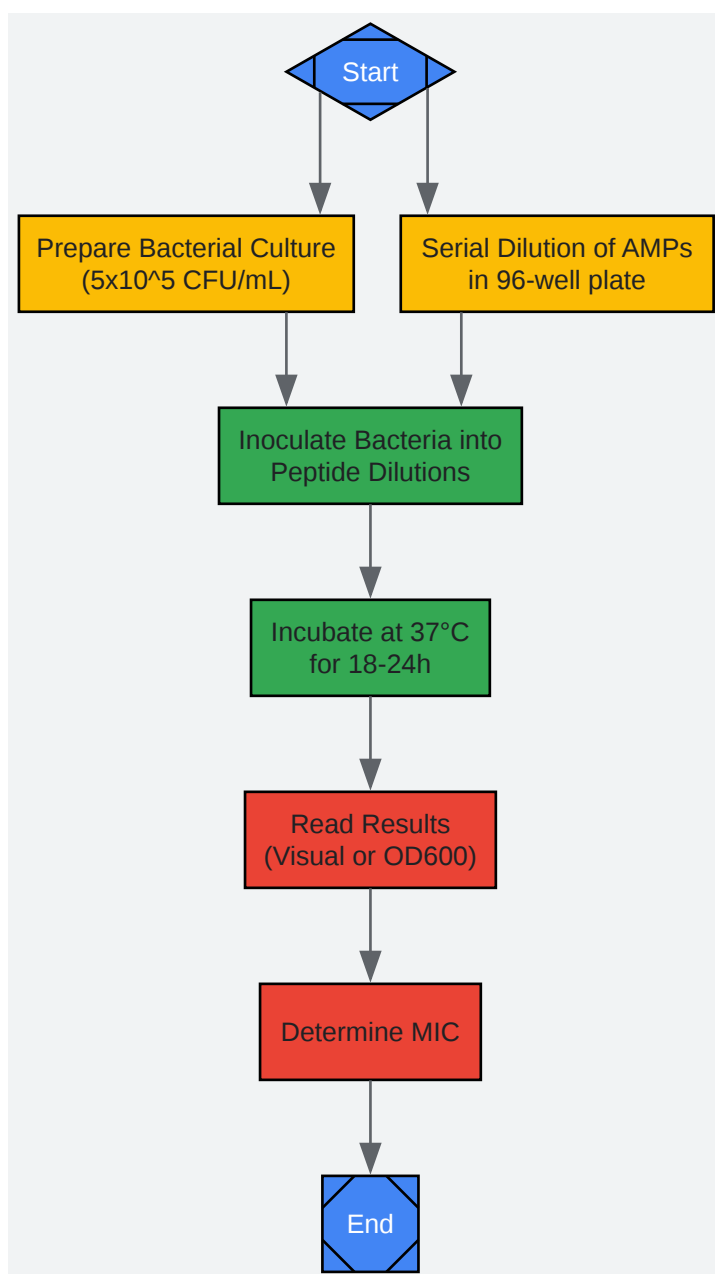 Start
Prepare Bacterial Culture
(5x10^5 CFU/mL)
Serial Dilution of AMPs
in 96-well plate
Inoculate Bacteria into
Peptide Dilutions
Incubate at 37°C
for 18-24h
Read Results
(Visual or OD600)
Determine MIC
End